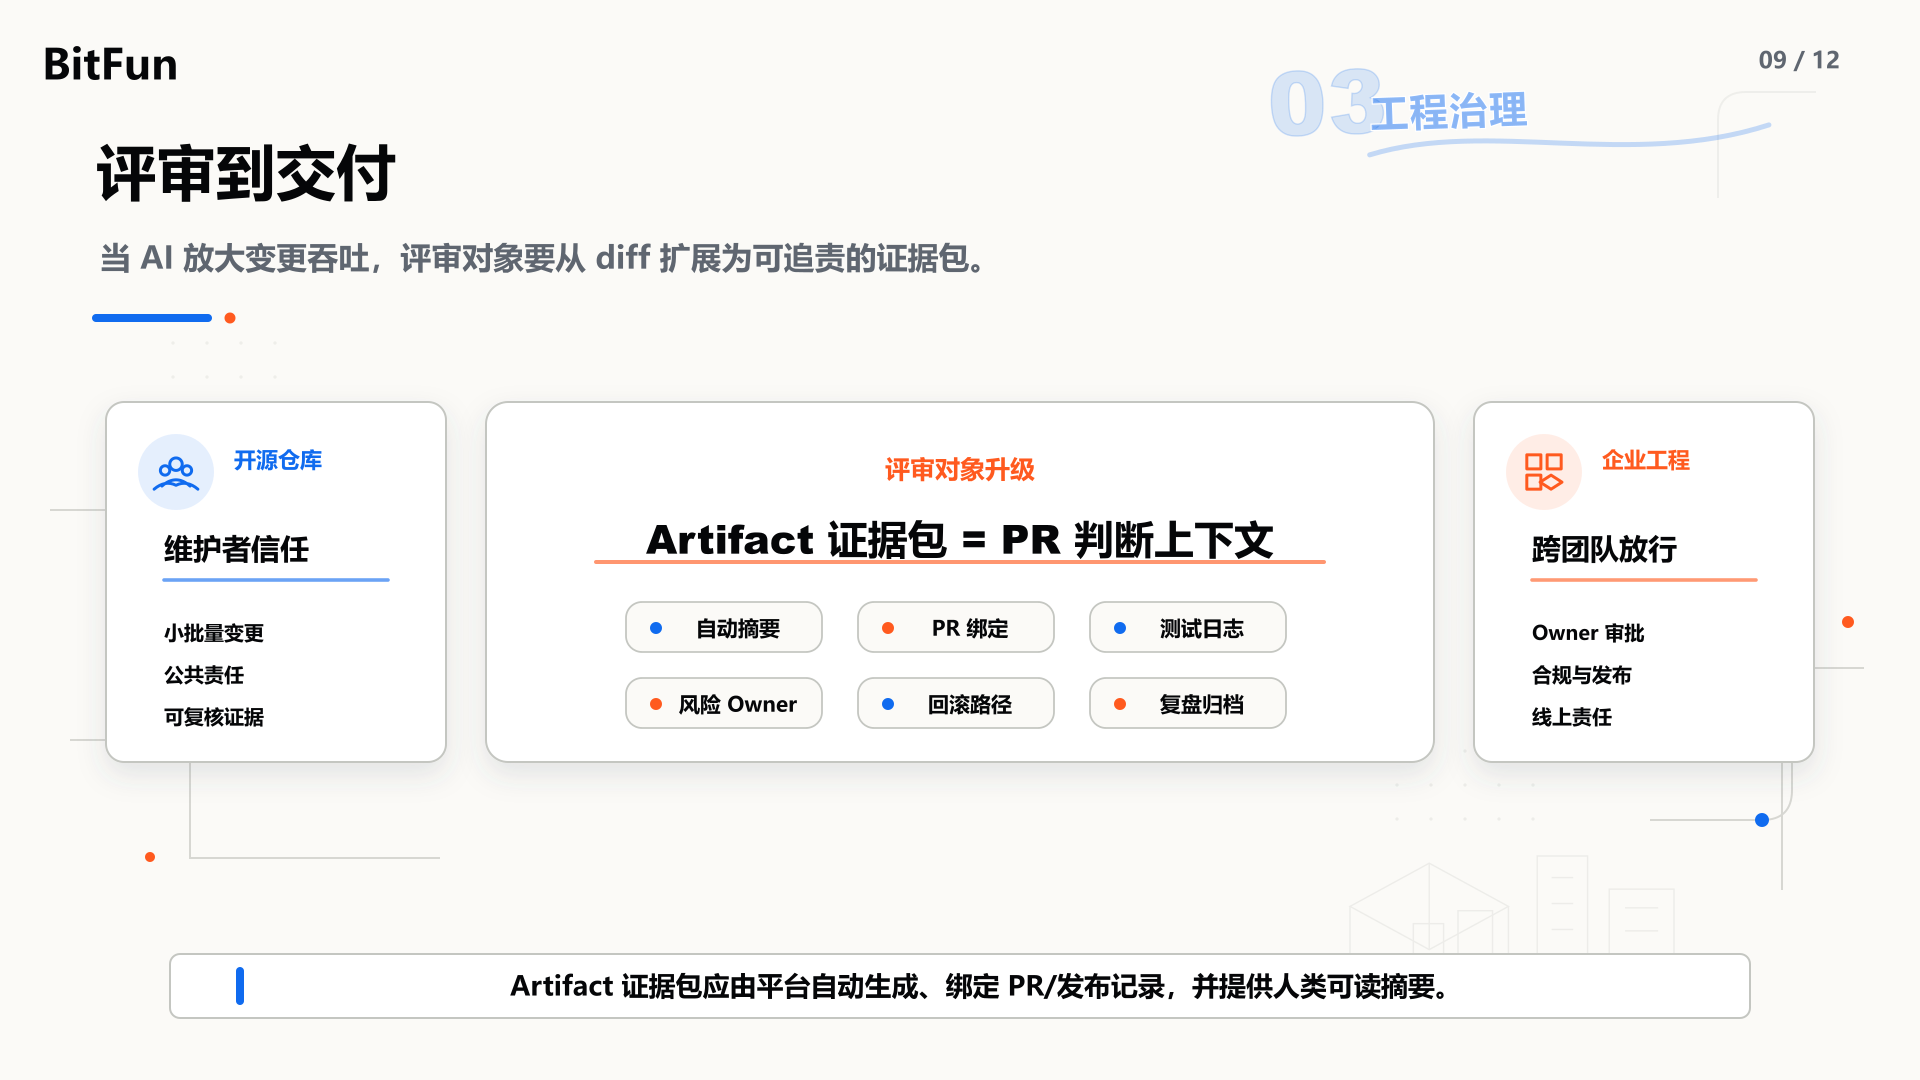 BitFun
09 / 12
03 工程治理
评审到交付
当 AI 放大变更吞吐，评审对象要从 diff 扩展为可追责的证据包。
开源仓库
维护者信任
小批量变更
公共责任
可复核证据
评审对象升级
Artifact 证据包 = PR 判断上下文
自动摘要
PR 绑定
测试日志
风险 Owner
回滚路径
复盘归档
企业工程
跨团队放行
Owner 审批
合规与发布
线上责任
Artifact 证据包应由平台自动生成、绑定 PR/发布记录，并提供人类可读摘要。